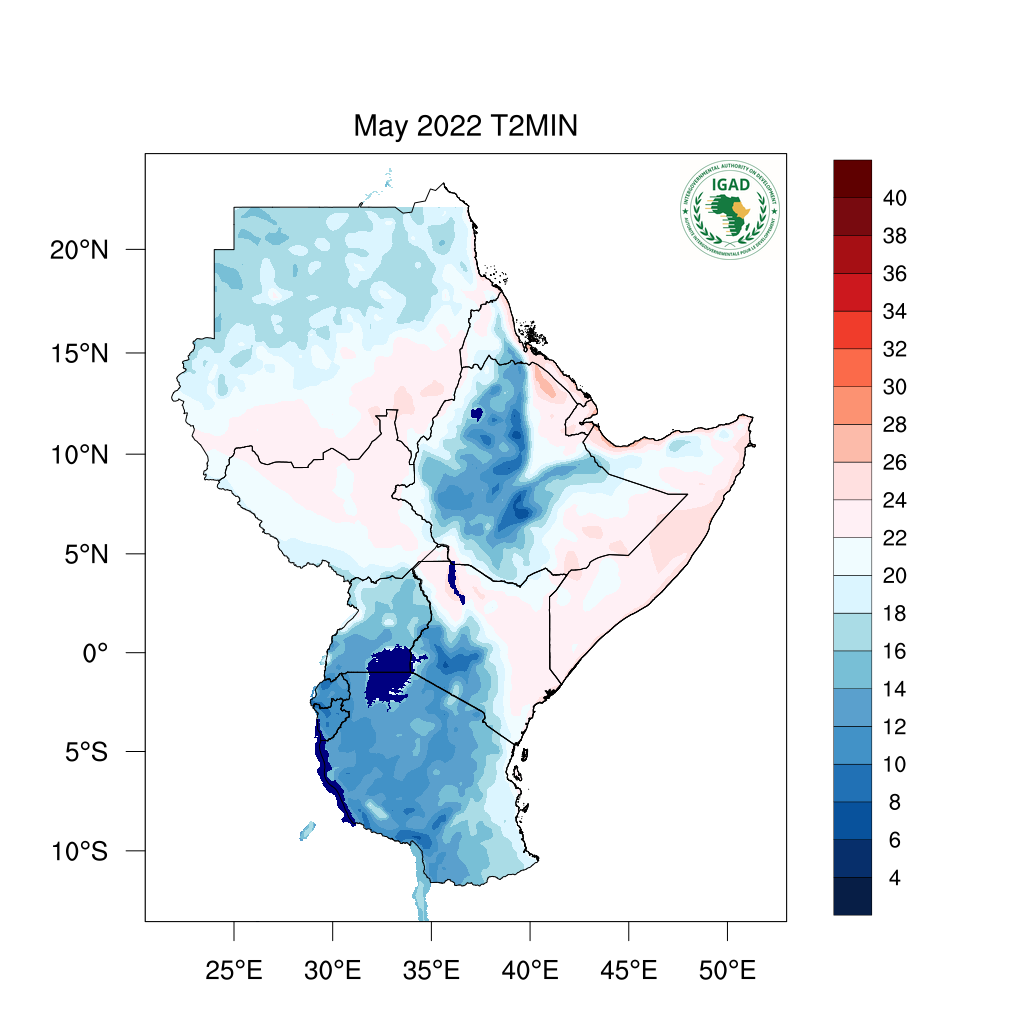 May 2022 T2MIN
INTERGOVERNMENTAL AUTHORITY ON DEVELOPMENT
IGAD
AUTORITÉ INTERGOUVERNEMENTALE POUR LE DÉVELOPPEMENT
20°N
15°N
10°N
5°N
0°
5°S
10°S
25°E 30°E 35°E 40°E 45°E 50°E
40
38
36
34
32
30
28
26
24
22
20
18
16
14
12
10
8
6
4